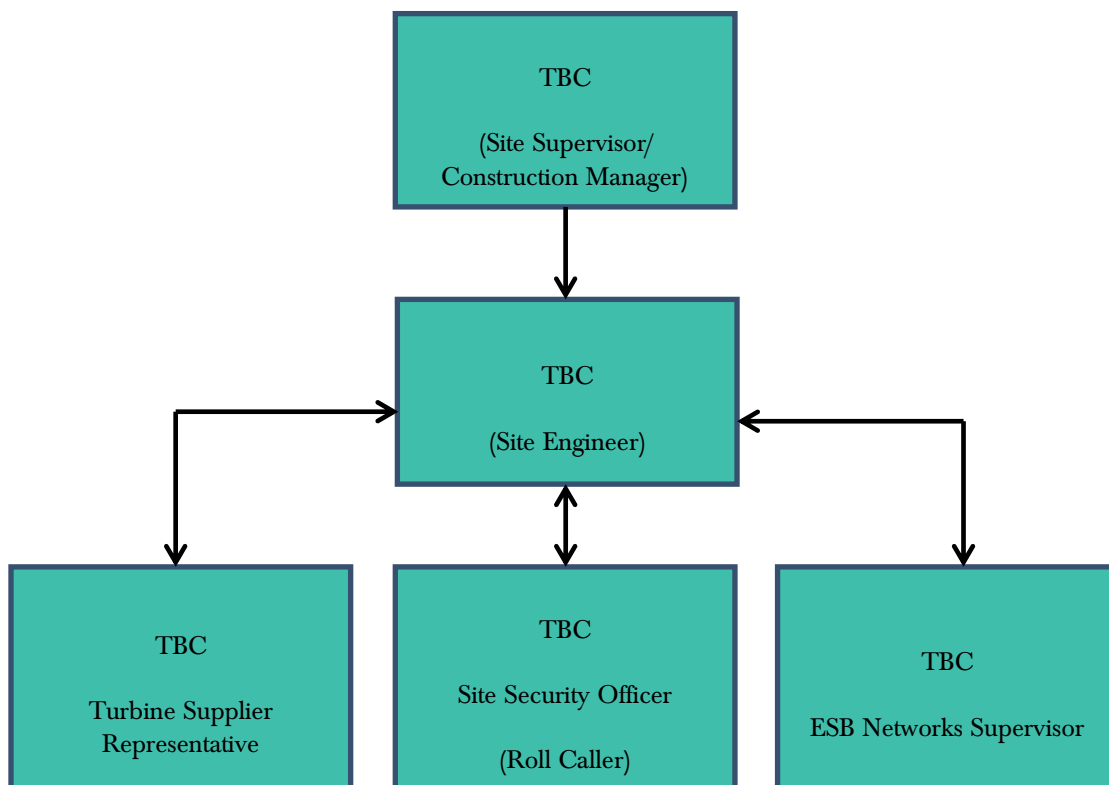 TBC
(Site Supervisor/
Construction Manager)
TBC
(Site Engineer)
TBC
Turbine Supplier
Representative
TBC
Site Security Officer
(Roll Caller)
TBC
ESB Networks Supervisor